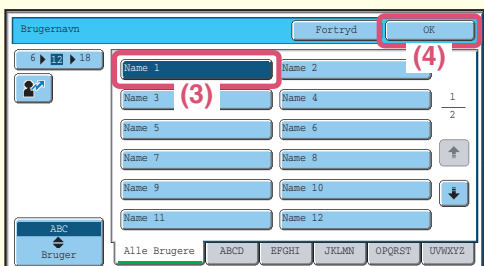 Brugernavn
Fortryd
OK
(4)
6 12 18
Name 1
Name 2
(3)
Name 3
Name 4
1
2
Name 5
Name 6
Name 7
Name 8
Name 9
Name 10
Name 11
Name 12
ABC
Bruger
Alle Brugere ABCD EFGHI JKLMN OPQRST UVWXYZ